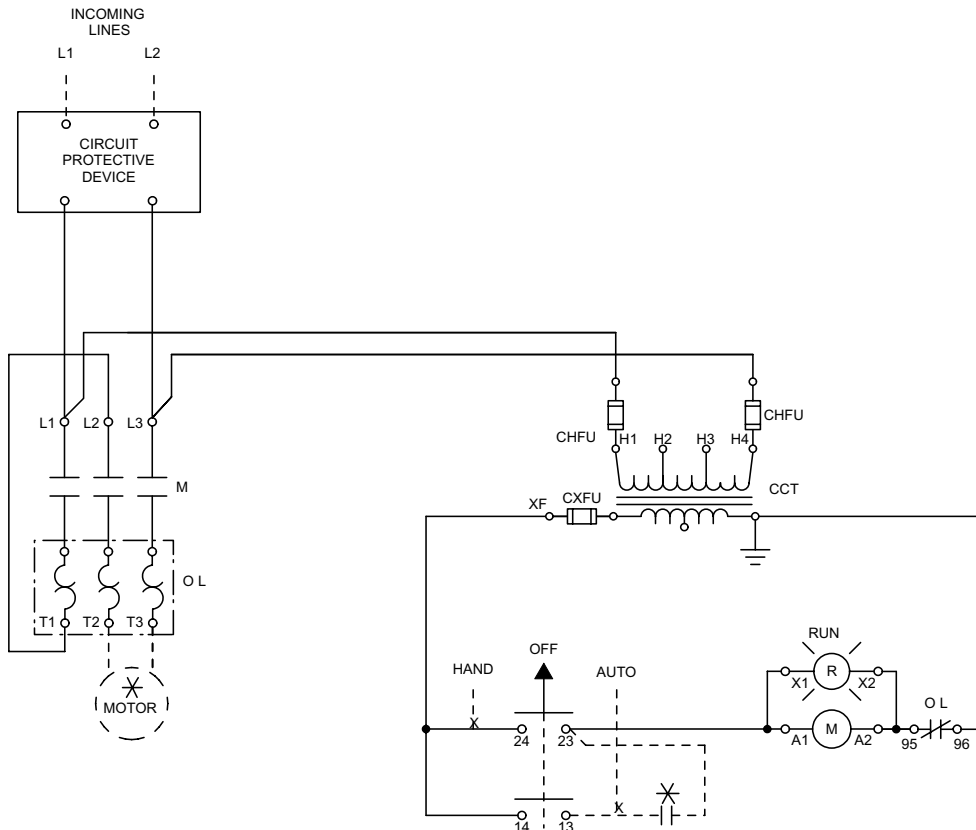 INCOMING
LINES
L1
L2
CIRCUIT
PROTECTIVE
DEVICE
L1
L2
L3
CHFU
CHFU
H1
H2
H3
H4
M
CCT
XF
CXFU
O L
T1
T2
T3
MOTOR
HAND
OFF
AUTO
RUN
R
X1
X2
O L
X
24
23
A1
M
A2
95
96
X
14
13